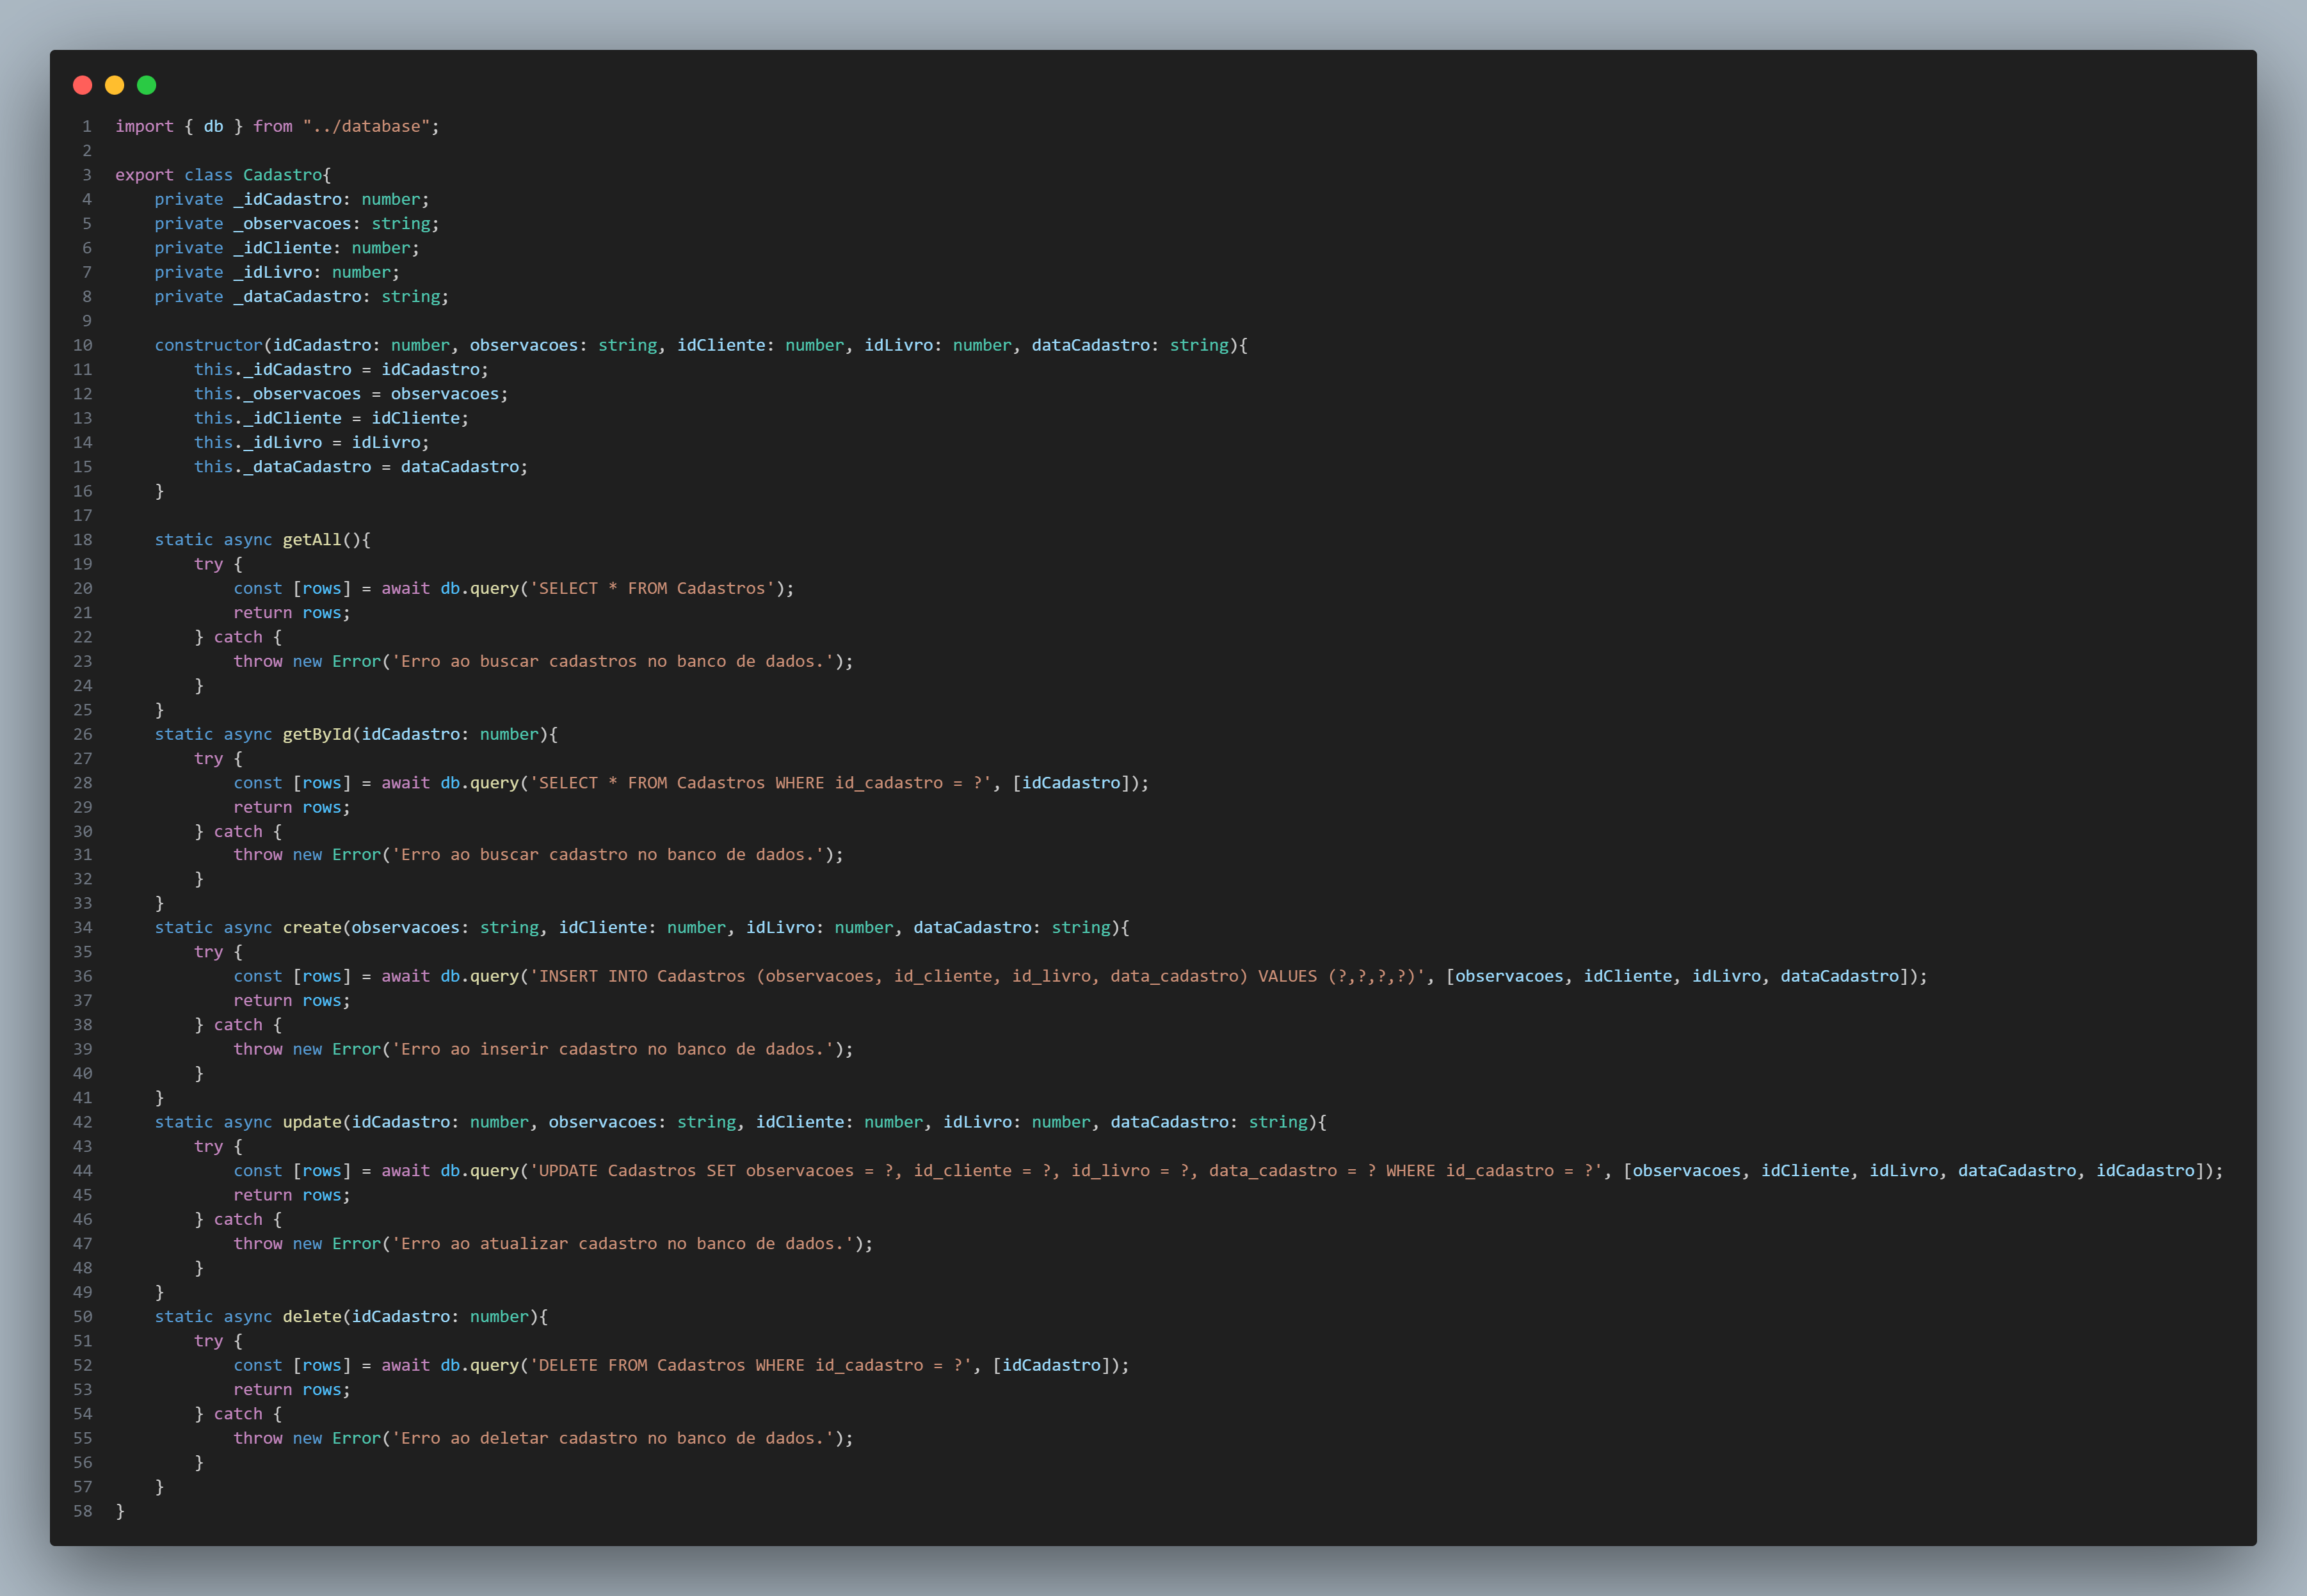 1 import { db } from "../database";
2
3 export class Cadastro{
4     private _idCadastro: number;
5     private _observacoes: string;
6     private _idCliente: number;
7     private _idLivro: number;
8     private _dataCadastro: string;
9
10     constructor(idCadastro: number, observacoes: string, idCliente: number, idLivro: number, dataCadastro: string){
11         this._idCadastro = idCadastro;
12         this._observacoes = observacoes;
13         this._idCliente = idCliente;
14         this._idLivro = idLivro;
15         this._dataCadastro = dataCadastro;
16     }
17
18     static async getAll(){
19         try {
20             const [rows] = await db.query('SELECT * FROM Cadastros');
21             return rows;
22         } catch {
23             throw new Error('Erro ao buscar cadastros no banco de dados.');
24         }
25     }
26     static async getById(idCadastro: number){
27         try {
28             const [rows] = await db.query('SELECT * FROM Cadastros WHERE id_cadastro = ?', [idCadastro]);
29             return rows;
30         } catch {
31             throw new Error('Erro ao buscar cadastro no banco de dados.');
32         }
33     }
34     static async create(observacoes: string, idCliente: number, idLivro: number, dataCadastro: string){
35         try {
36             const [rows] = await db.query('INSERT INTO Cadastros (observacoes, id_cliente, id_livro, data_cadastro) VALUES (?,?,?,?)', [observacoes, idCliente, idLivro, dataCadastro]);
37             return rows;
38         } catch {
39             throw new Error('Erro ao inserir cadastro no banco de dados.');
40         }
41     }
42     static async update(idCadastro: number, observacoes: string, idCliente: number, idLivro: number, dataCadastro: string){
43         try {
44             const [rows] = await db.query('UPDATE Cadastros SET observacoes = ?, id_cliente = ?, id_livro = ?, data_cadastro = ? WHERE id_cadastro = ?', [observacoes, idCliente, idLivro, dataCadastro, idCadastro]);
45             return rows;
46         } catch {
47             throw new Error('Erro ao atualizar cadastro no banco de dados.');
48         }
49     }
50     static async delete(idCadastro: number){
51         try {
52             const [rows] = await db.query('DELETE FROM Cadastros WHERE id_cadastro = ?', [idCadastro]);
53             return rows;
54         } catch {
55             throw new Error('Erro ao deletar cadastro no banco de dados.');
56         }
57     }
58 }